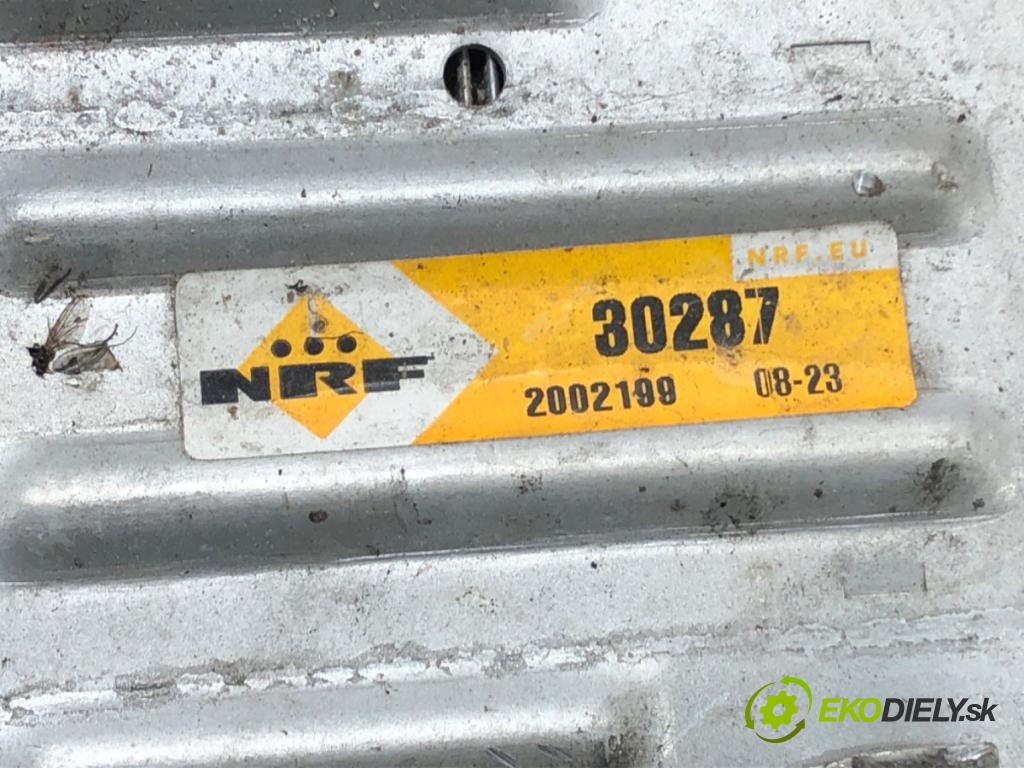 NRF.EU
NRF
30287
2002199 08-23
EKODIELY.sk